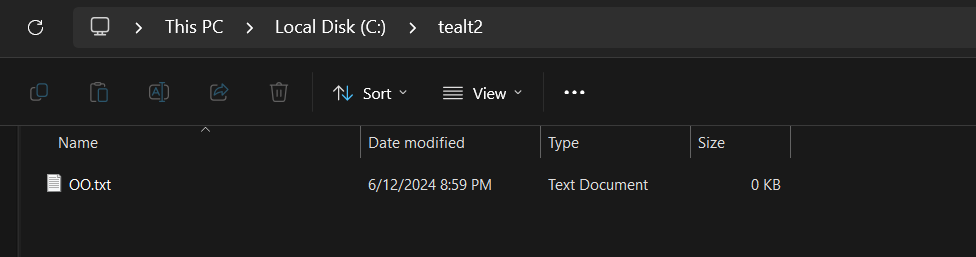 This PC > Local Disk (C:) > tealt2
Sort View
Name Date modified Type Size
OO.txt 6/12/2024 8:59 PM Text Document 0 KB